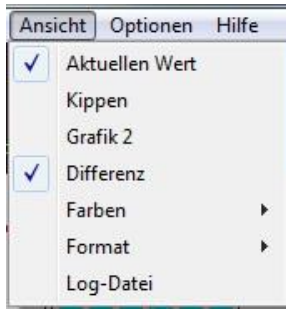 Ansicht Optionen Hilfe
Aktuellen Wert
Kippen
Grafik 2
Differenz
Farben
Format
Log-Datei